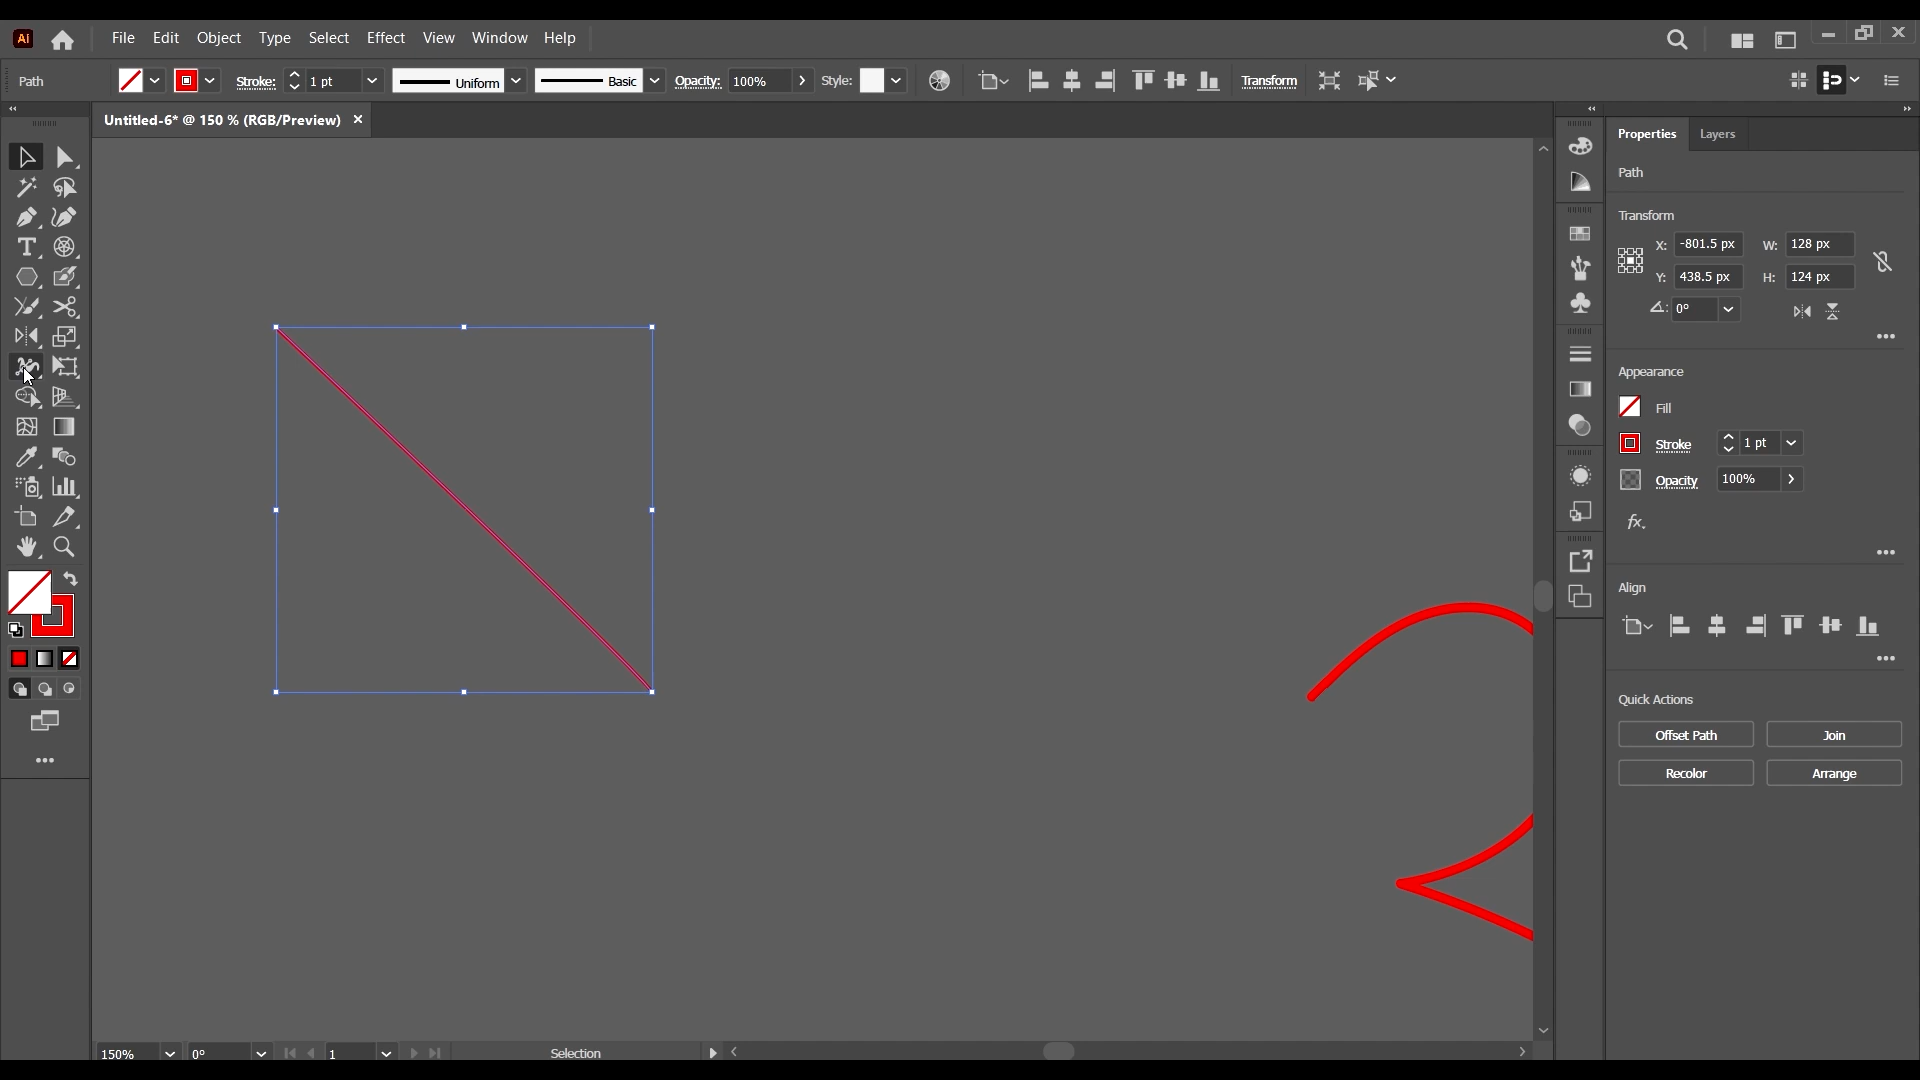 Ai File Edit Object Type Select Effect View Window Help
Path Stroke: 1 pt Uniform Basic Opacity: 100% Style: Transform
Untitled-6* @ 150 % (RGB/Preview) ×
Properties Layers
Path
Transform
X: -801.5 px W: 128 px
Y: 438.5 px H: 124 px
0°
Appearance
Fill
Stroke 1 pt
Opacity 100%
fx.
Align
Quick Actions
Offset Path Join
Recolor Arrange
150% 0° 1 Selection